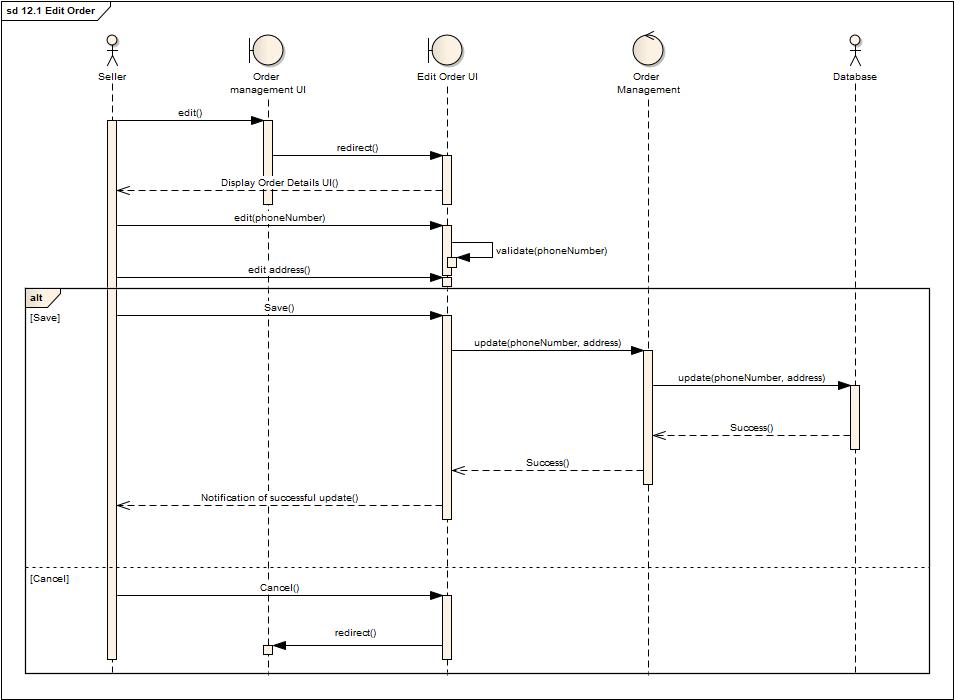 sd 12.1 Edit Order
Seller
Order
management UI
Edit Order UI
Order
Management
Database
edit()
redirect()
Display Order Details UI()
edit(phoneNumber)
validate(phoneNumber)
edit address()
alt
[Save]
Save()
update(phoneNumber, address)
update(phoneNumber, address)
Success()
Success()
Notification of successful update()
[Cancel]
Cancel()
redirect()